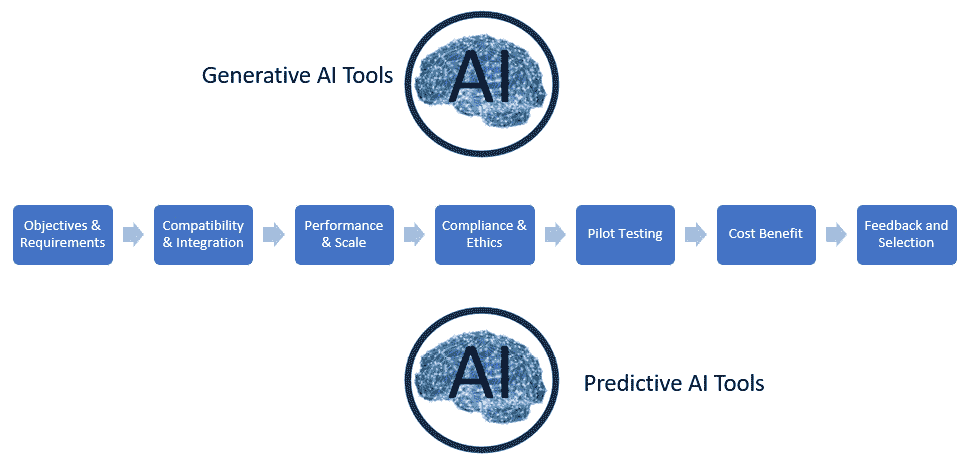 AI
Generative AI Tools
Objectives &
Requirements
Compatibility
& Integration
Performance
& Scale
Compliance &
Ethics
Pilot Testing
Cost Benefit
Feedback and
Selection
AI
Predictive AI Tools